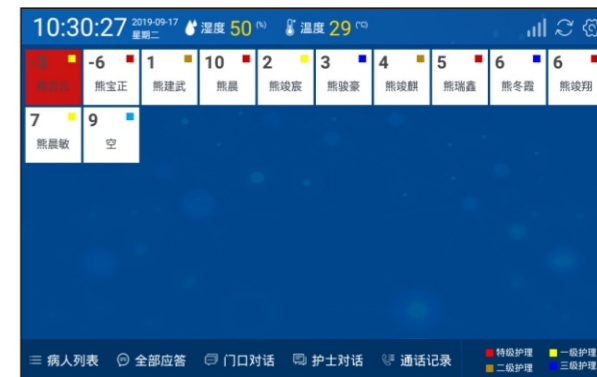 10:30:27 2019-09-17 星期二 湿度 50 (%) 温度 29 (℃)
-3 -6 1 10 2 3 4 5 6 6
熊宝正 熊建武 熊晨 熊竣宸 熊骏豪 熊竣麒 熊瑞鑫 熊冬霞 熊竣翔
7 9
熊晨敏 空
病人列表 全部应答 门口对话 护士对话 通话记录 特级护理 一级护理
二级护理 三级护理